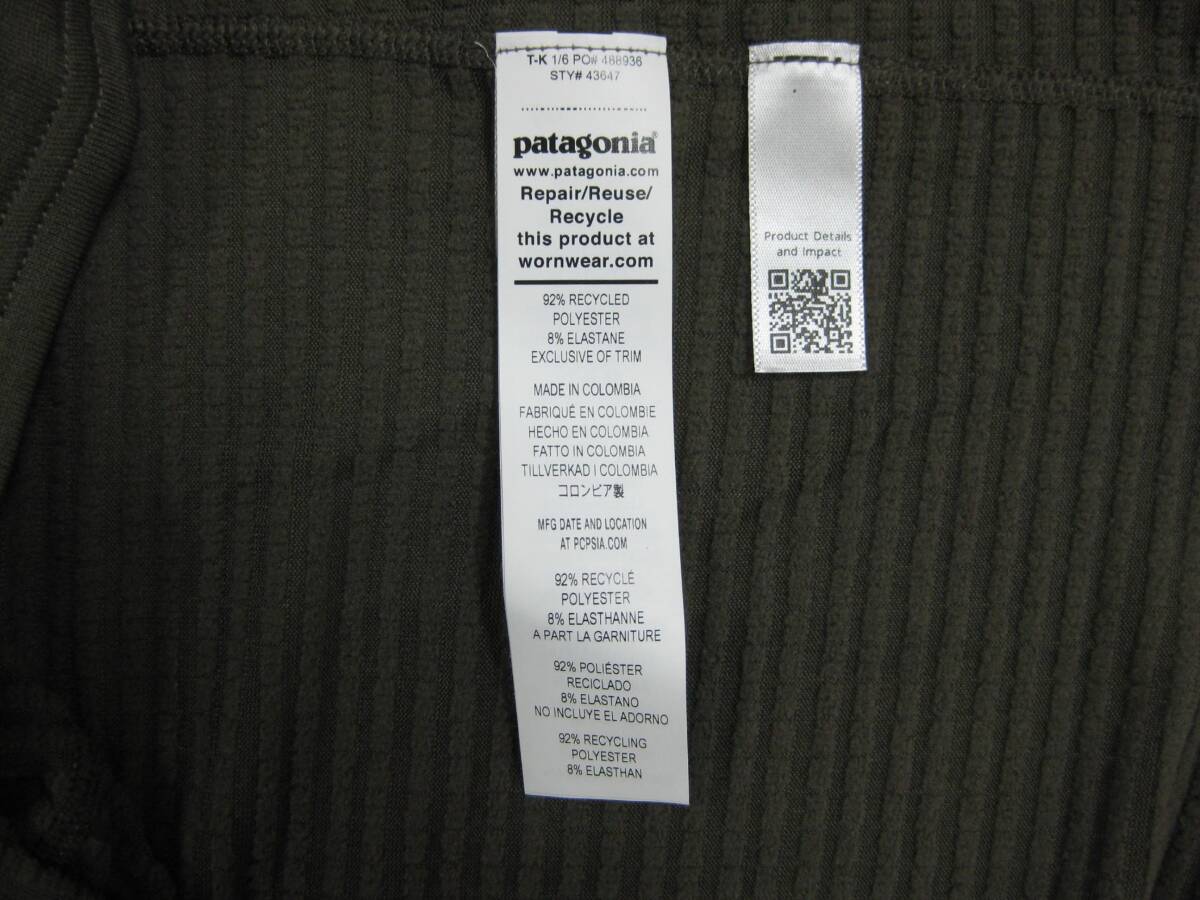 T-K 1/6 PO# 488936
STY# 43647
patagonia®
www.patagonia.com
Repair/Reuse/
Recycle
this product at
wornwear.com
92% RECYCLED
POLYESTER
8% ELASTANE
EXCLUSIVE OF TRIM
MADE IN COLOMBIA
FABRIQUÉ EN COLOMBIE
HECHO EN COLOMBIA
FATTO IN COLOMBIA
TILLVERKAD I COLOMBIA
コロンビア製
MFG DATE AND LOCATION
AT PCPSIA.COM
92% RECYCLÉ
POLYESTER
8% ELASTHANNE
A PART LA GARNITURE
92% POLIÉSTER
RECICLADO
8% ELASTANO
NO INCLUYE EL ADORNO
92% RECYCLING
POLYESTER
8% ELASTHAN
Product Details
and Impact